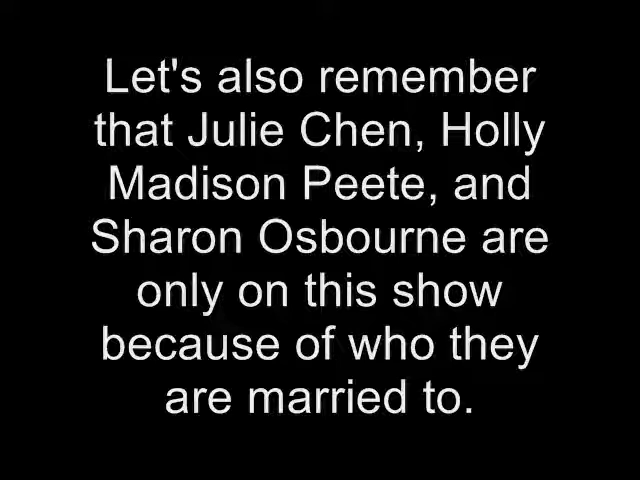 Let's also remember
that Julie Chen, Holly
Madison Peete, and
Sharon Osbourne are
only on this show
because of who they
are married to.